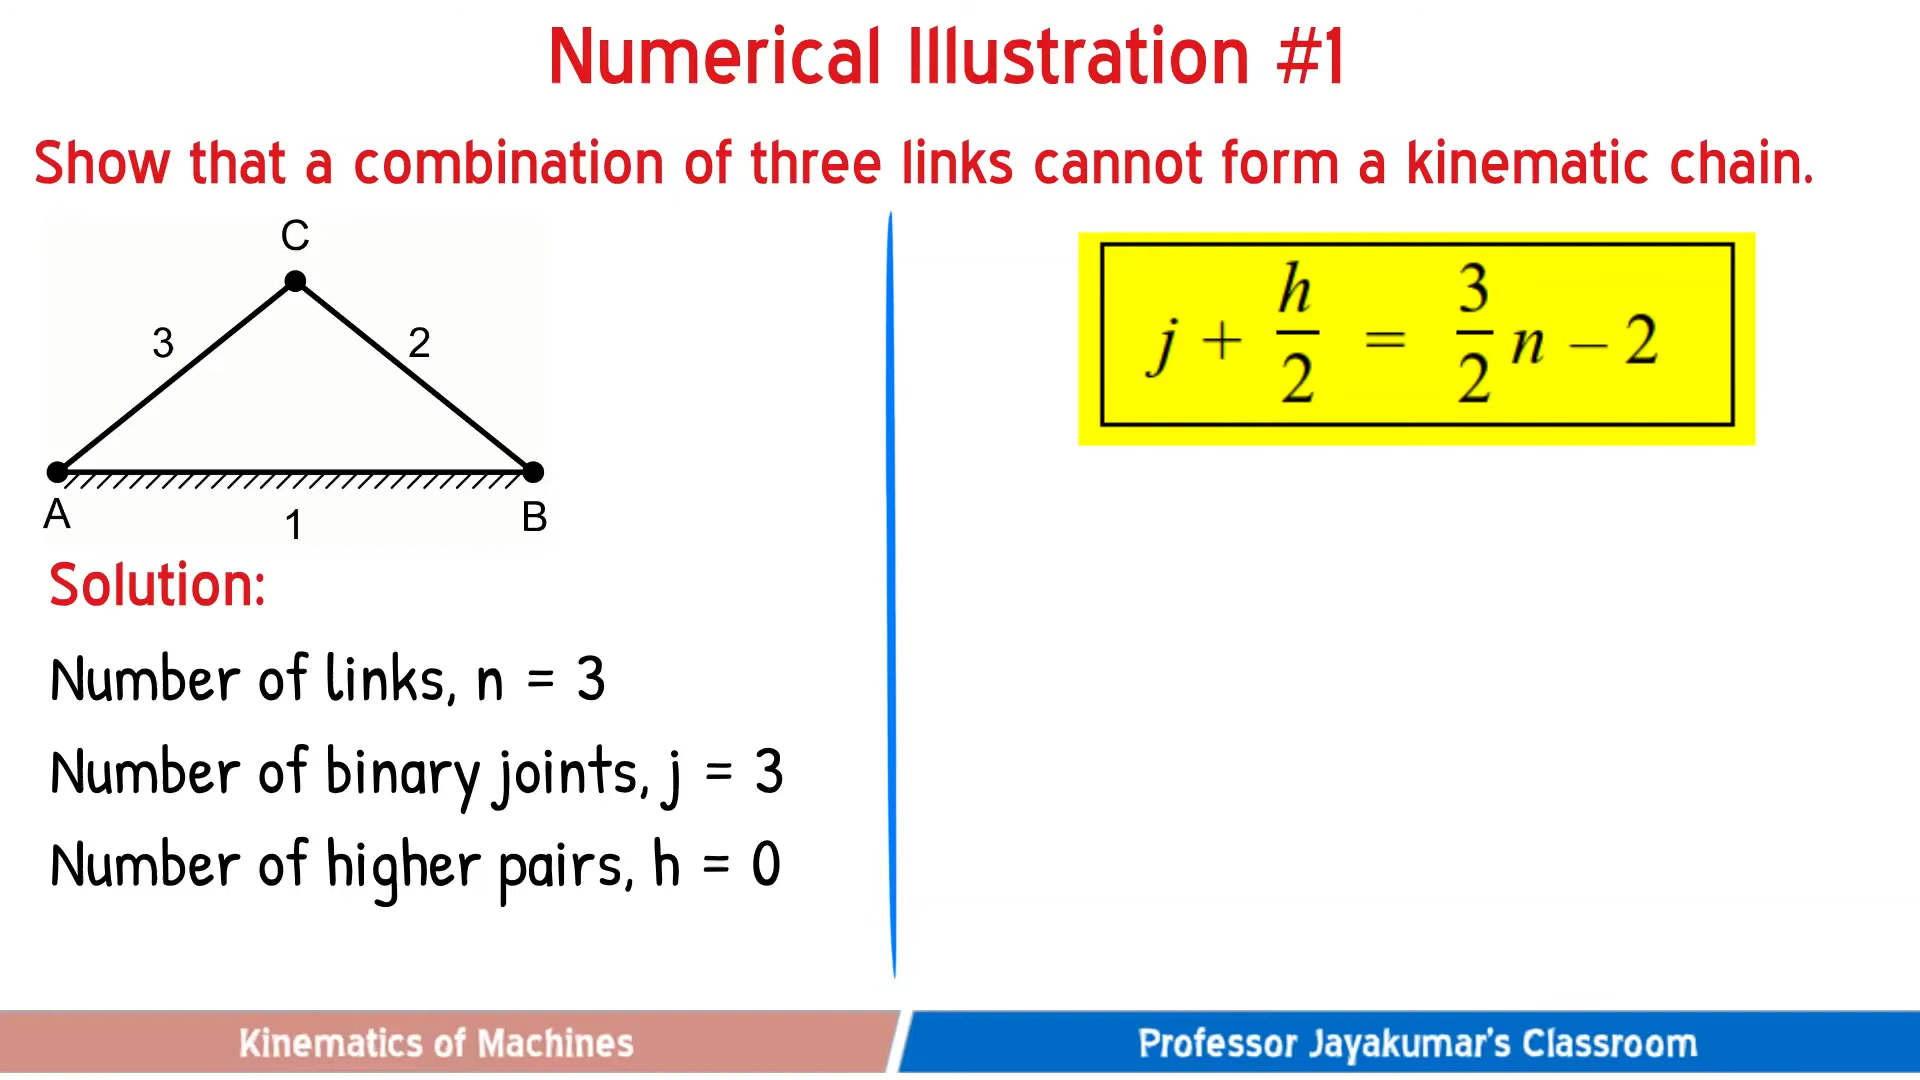 Numerical Illustration #1
Show that a combination of three links cannot form a kinematic chain.
C
3
2
A
1
B
j + h/2 = 3/2 n – 2
Solution:
Number of links, n = 3
Number of binary joints, j = 3
Number of higher pairs, h = 0
Kinematics of Machines
Professor Jayakumar's Classroom